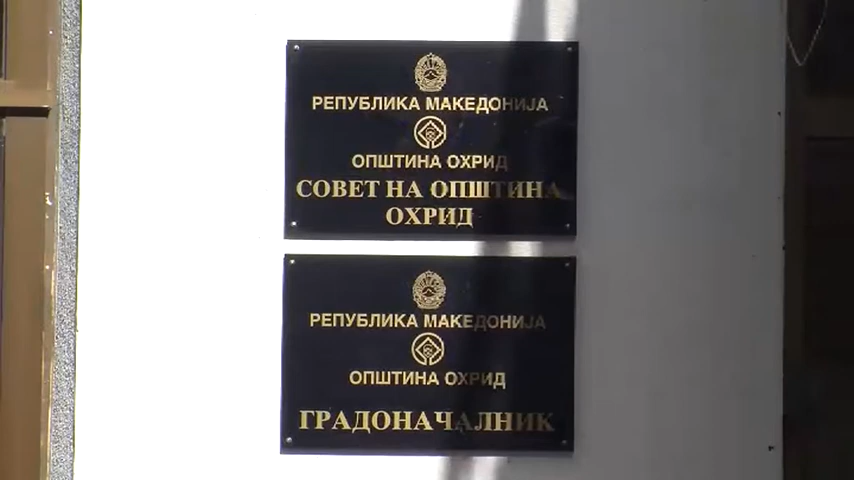 РЕПУБЛИКА МАКЕДОНИЈА
ОПШТИНА ОХРИД
СОВЕТ НА ОПШТИНА
ОХРИД
РЕПУБЛИКА МАКЕДОНИЈА
ОПШТИНА ОХРИД
ГРАДОНАЧАЛНИК